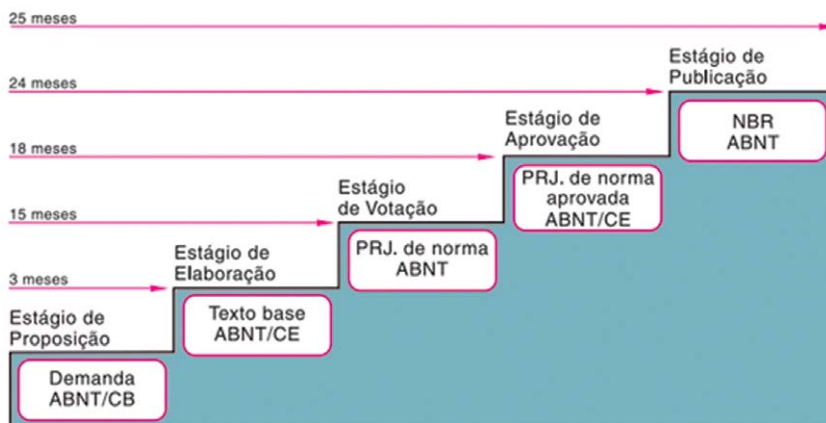 25 meses
Estágio de
Publicação
24 meses
NBR
ABNT
Estágio de
Aprovação
18 meses
PRJ. de norma
aprovada
ABNT/CE
Estágio
de Votação
15 meses
PRJ. de norma
ABNT
Estágio de
Elaboração
3 meses
Texto base
ABNT/CE
Estágio de
Proposição
Demanda
ABNT/CB